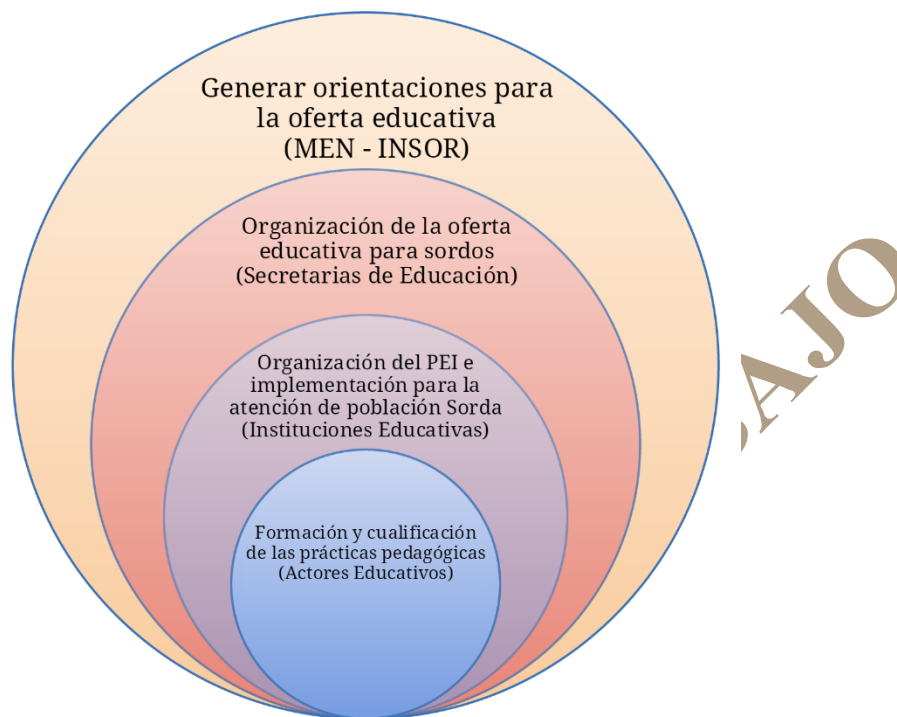 Generar orientaciones para
la oferta educativa
(MEN - INSOR)
Organización de la oferta
educativa para sordos
(Secretarias de Educación)
Organización del PEI e
implementación para la
atención de población Sorda
(Instituciones Educativas)
Formación y cualificación
de las prácticas pedagógicas
(Actores Educativos)